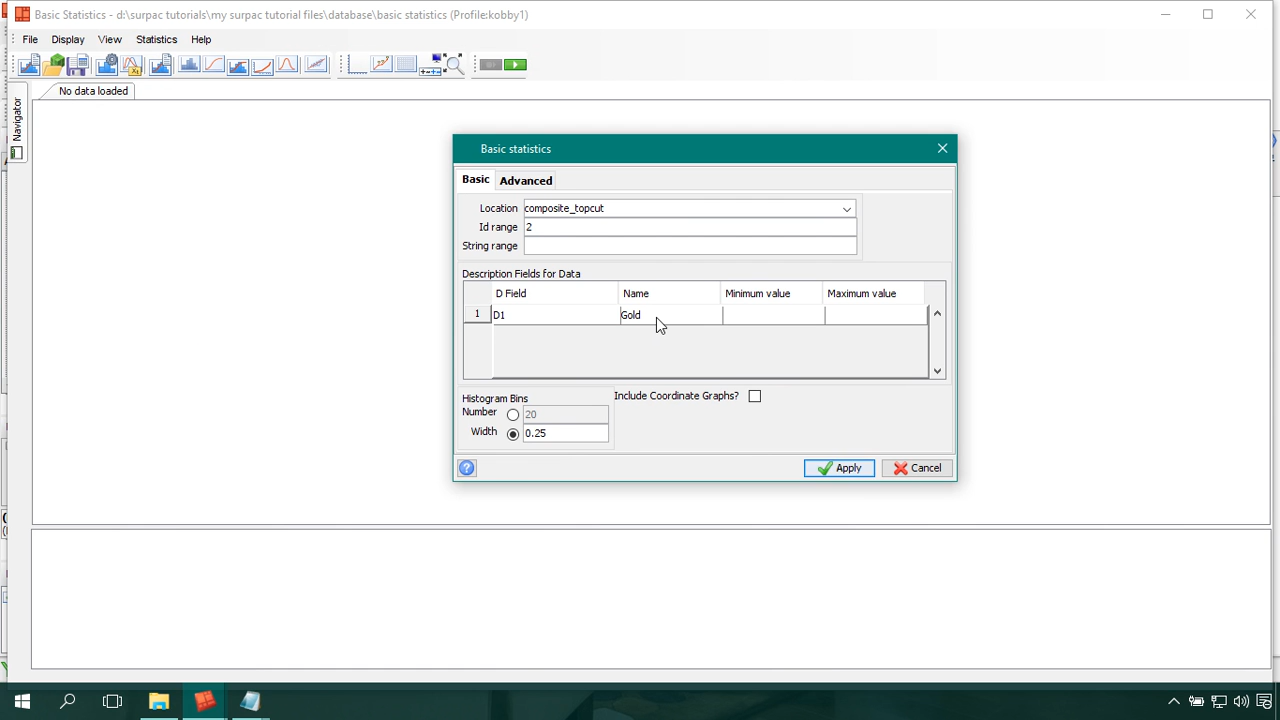 Basic Statistics - d:\surpac tutorials\my surpac tutorial files\database\basic statistics (Profile:kobby1)
File Display View Statistics Help
No data loaded
Navigator
Basic statistics
Basic Advanced
Location composite_topcut
Id range 2
String range
Description Fields for Data
D Field Name Minimum value Maximum value
1 D1 Gold
Histogram Bins
Include Coordinate Graphs?
Number 20
Width 0.25
Apply Cancel